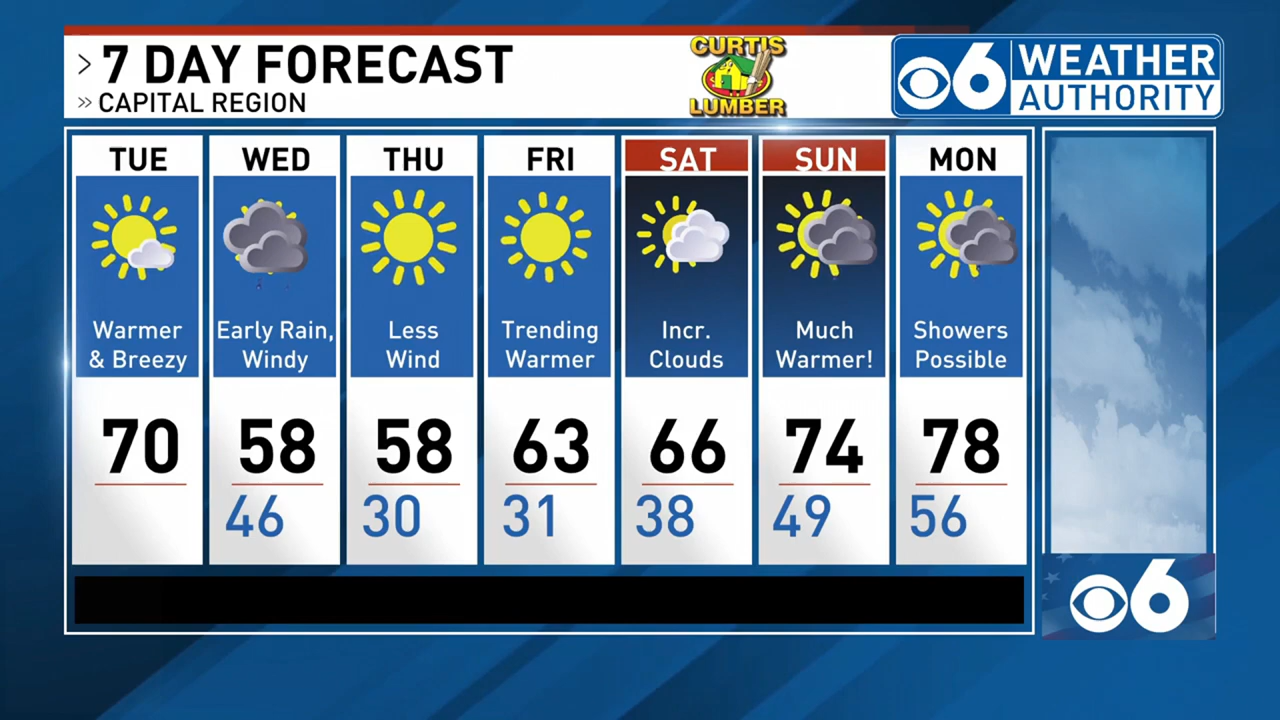 > 7 DAY FORECAST
» CAPITAL REGION
CURTIS
LUMBER
6 WEATHER
AUTHORITY
TUE WED THU FRI SAT SUN MON
Warmer Early Rain, Less Trending Incr. Much Showers
& Breezy Windy Wind Warmer Clouds Warmer! Possible
70 58 58 63 66 74 78
46 30 31 38 49 56
6